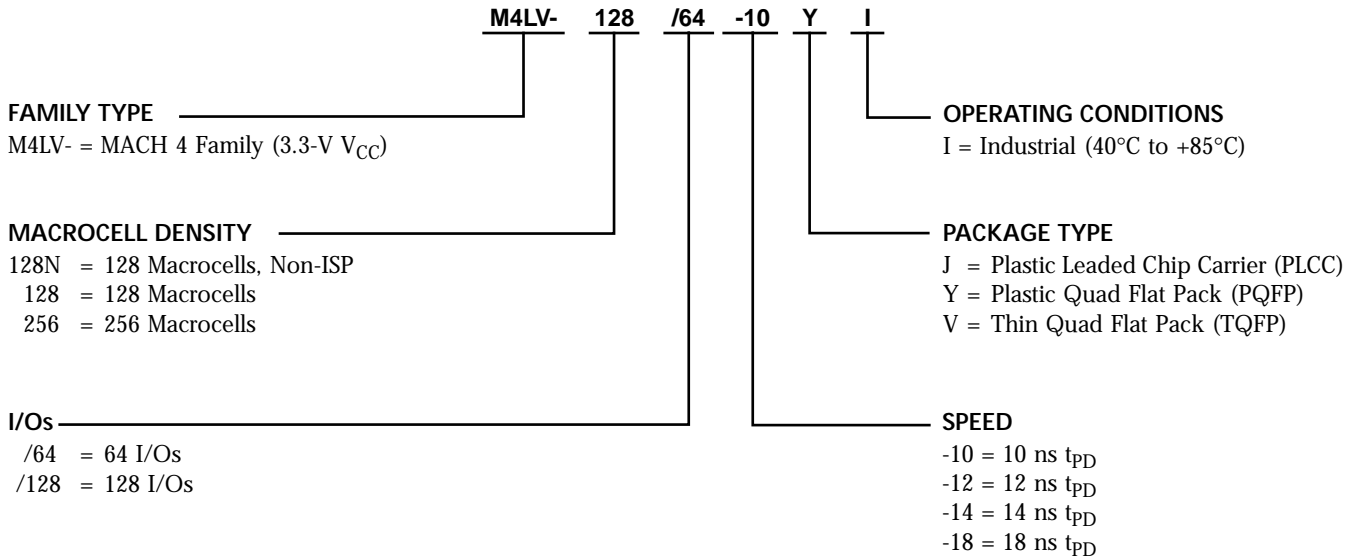 M4LV- 128 /64 -10 Y I
FAMILY TYPE
M4LV- = MACH 4 Family (3.3-V VCC)
OPERATING CONDITIONS
I = Industrial (40°C to +85°C)
MACROCELL DENSITY
128N = 128 Macrocells, Non-ISP
128 = 128 Macrocells
256 = 256 Macrocells
PACKAGE TYPE
J = Plastic Leaded Chip Carrier (PLCC)
Y = Plastic Quad Flat Pack (PQFP)
V = Thin Quad Flat Pack (TQFP)
I/Os
/64 = 64 I/Os
/128 = 128 I/Os
SPEED
-10 = 10 ns tPD
-12 = 12 ns tPD
-14 = 14 ns tPD
-18 = 18 ns tPD